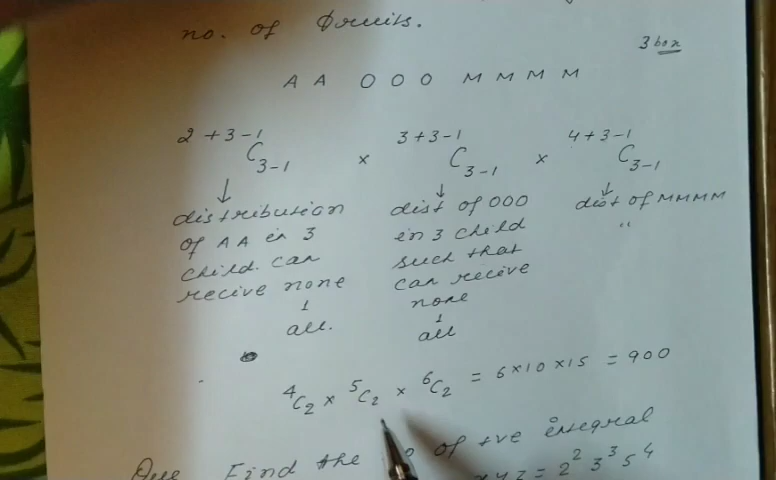 no. of fruits.
3 box
A A O O O M M M M
2+3-1C3-1 × 3+3-1C3-1 × 4+3-1C3-1
↓ ↓ ↓
distribution dist of OOO dist of MMMM
of AA in 3 in 3 child "
child. can such that
recive none can recive
↓ none
all. ↓
all
4C2 × 5C2 × 6C2 = 6×10×15 = 900
Que Find the of +ve integral
xyz = 2^2 3^3 5^4